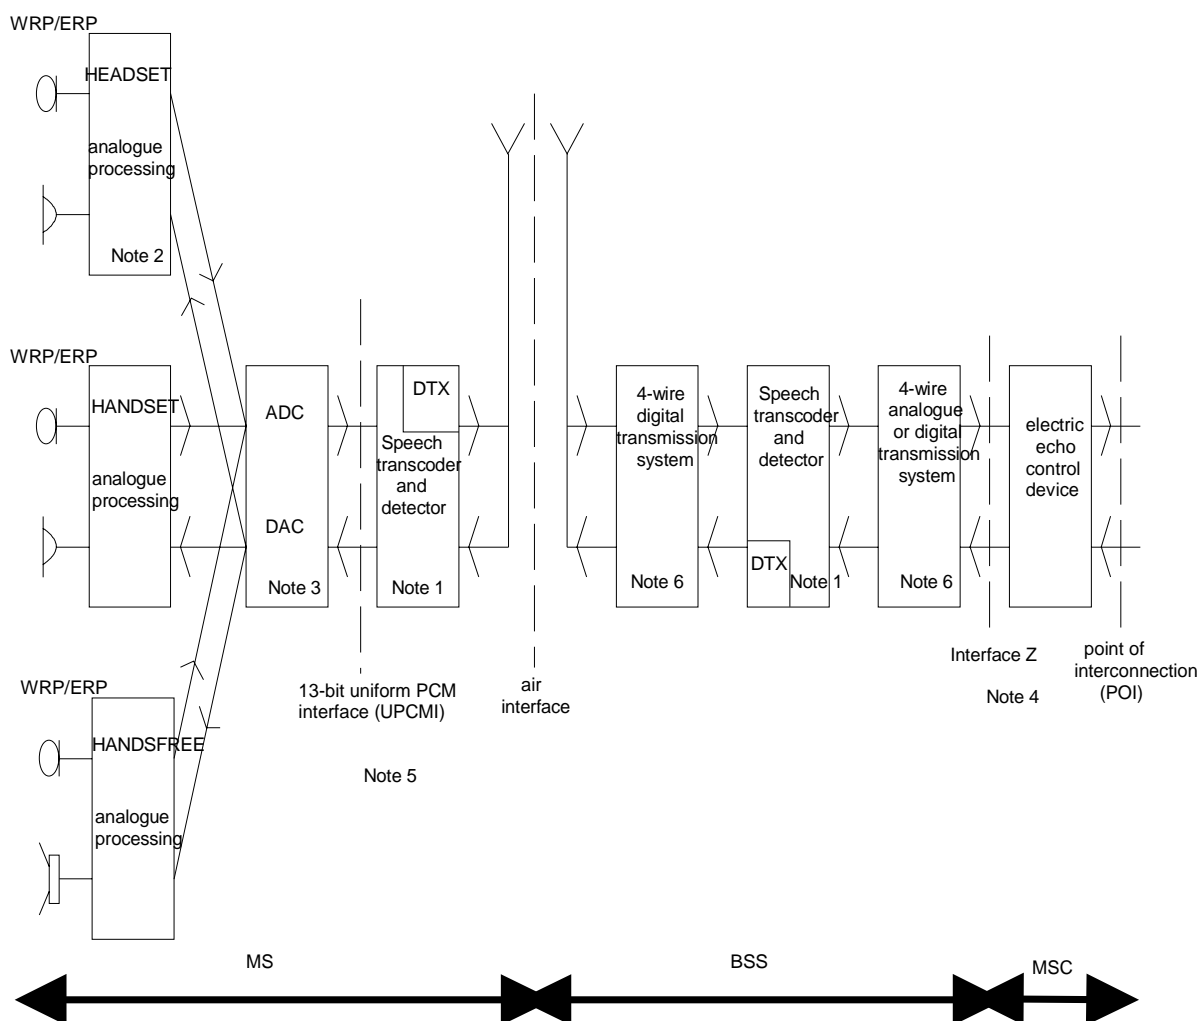 WRP/ERP
HEADSET
analogue
processing
Note 2
WRP/ERP
HANDSET
analogue
processing
ADC
DAC
Note 3
DTX
Speech
transcoder
and
detector
Note 1
4-wire
digital
transmission
system
Note 6
Speech
transcoder
and
detector
DTX
Note 1
4-wire
analogue
or digital
transmission
system
Note 6
electric
echo
control
device
WRP/ERP
HANDSFREE
analogue
processing
13-bit uniform PCM
interface (UPCMI)
Note 5
air
interface
Interface Z
Note 4
point of
interconnection
(POI)
MS
BSS
MSC